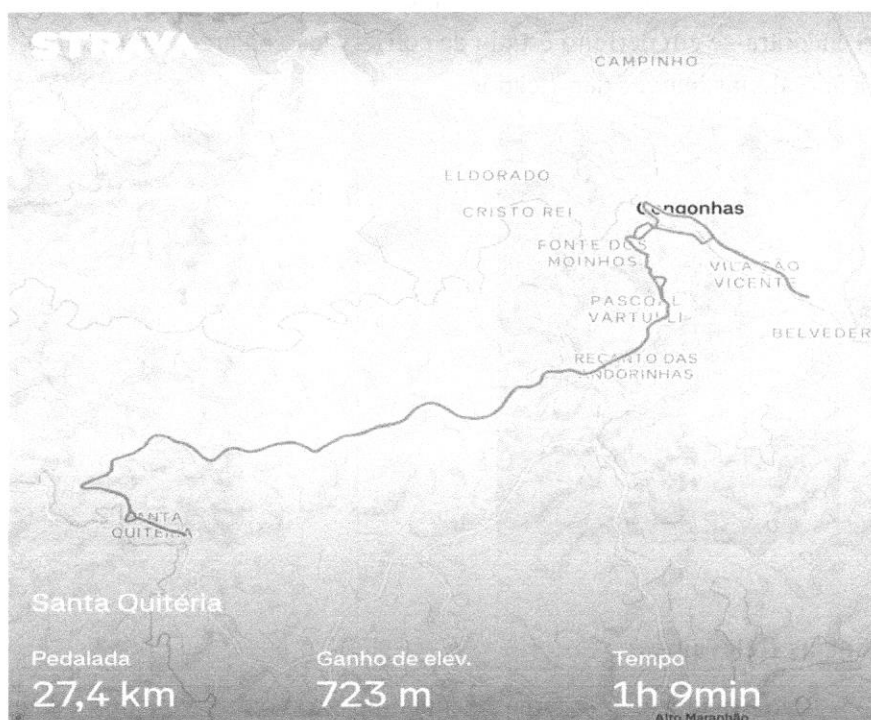 STRAVA
CAMPINHO
ELDORADO
Congonhas
CRISTO REI
FONTE DOS
MOINHOS
VILA SÃO
VICENTE
PASCOAL
VARTULLI
BELVEDER
RECANTO DAS
ANDORINHAS
SANTA
QUITÉRIA
Santa Quitéria
Pedalada
Ganho de elev.
Tempo
27,4 km
723 m
1h 9min
Alto Maranhão